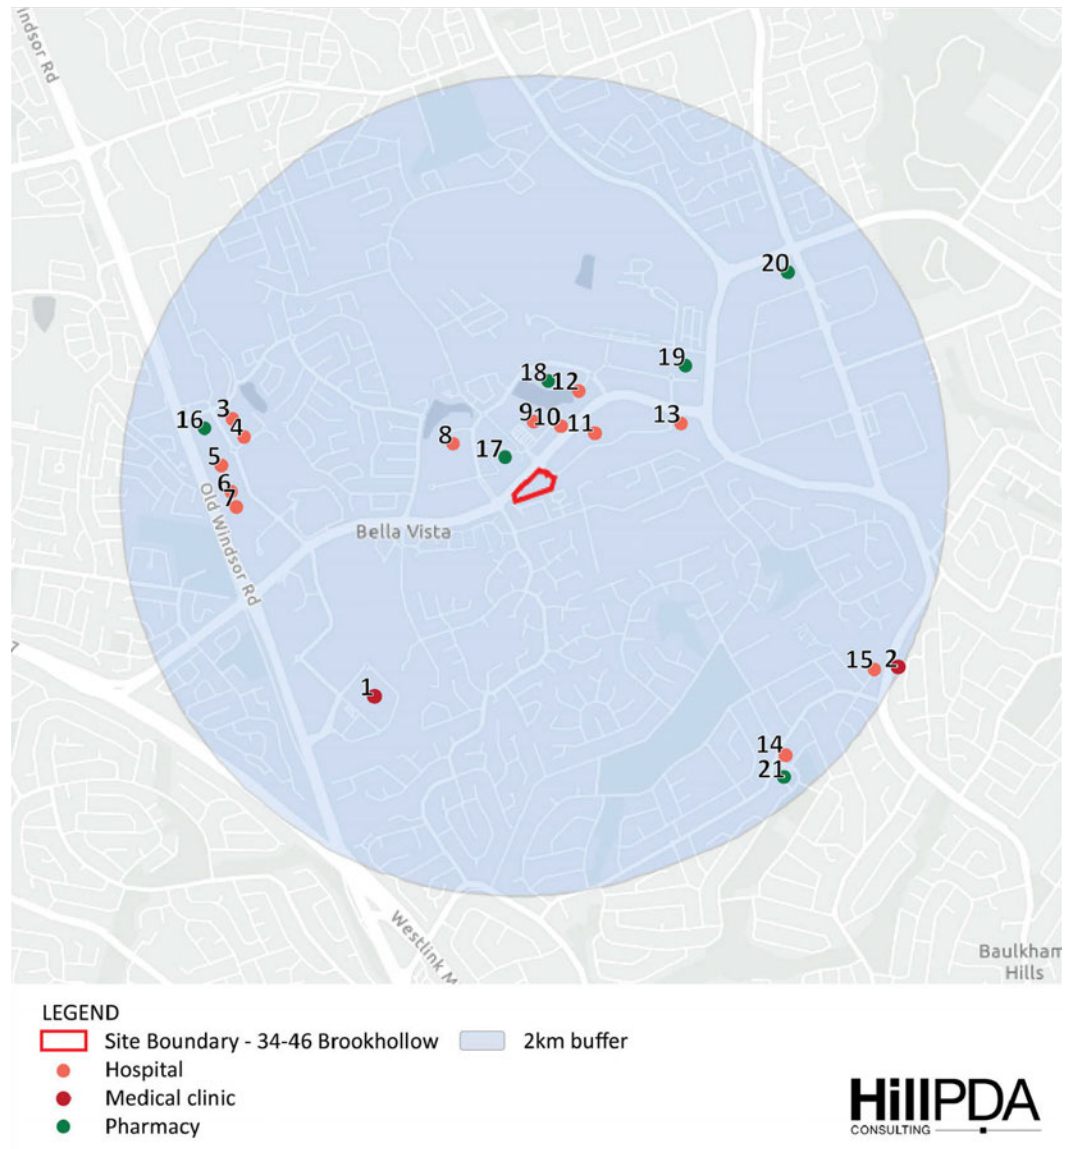 indsor Rd
20
19
18
12
3
16
4
9
10
11
13
8
17
5
6
7
Old Windsor Rd
Bella Vista
7
15
2
1
14
21
Westlink M
Baulkham
Hills
LEGEND
Site Boundary - 34-46 Brookhollow
2km buffer
Hospital
Medical clinic
Pharmacy
HillPDA
CONSULTING